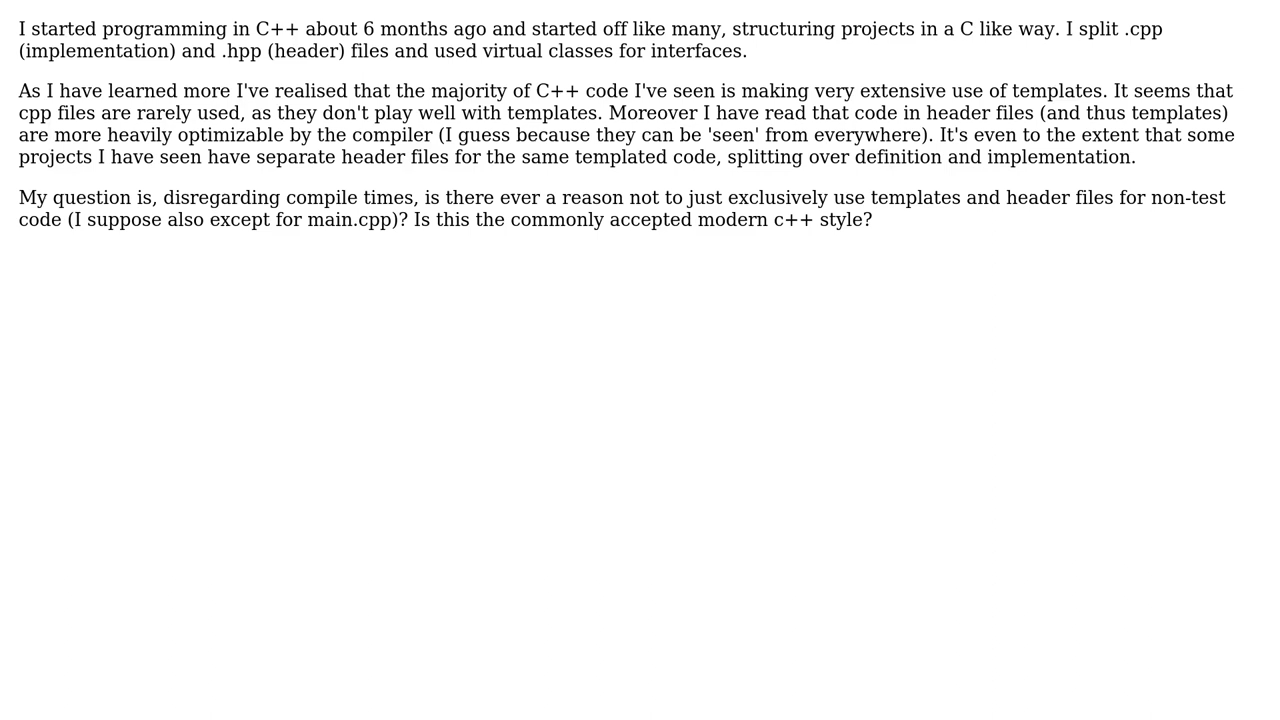 I started programming in C++ about 6 months ago and started off like many, structuring projects in a C like way. I split .cpp
(implementation) and .hpp (header) files and used virtual classes for interfaces.
As I have learned more I've realised that the majority of C++ code I've seen is making very extensive use of templates. It seems that
cpp files are rarely used, as they don't play well with templates. Moreover I have read that code in header files (and thus templates)
are more heavily optimizable by the compiler (I guess because they can be 'seen' from everywhere). It's even to the extent that some
projects I have seen have separate header files for the same templated code, splitting over definition and implementation.
My question is, disregarding compile times, is there ever a reason not to just exclusively use templates and header files for non-test
code (I suppose also except for main.cpp)? Is this the commonly accepted modern c++ style?